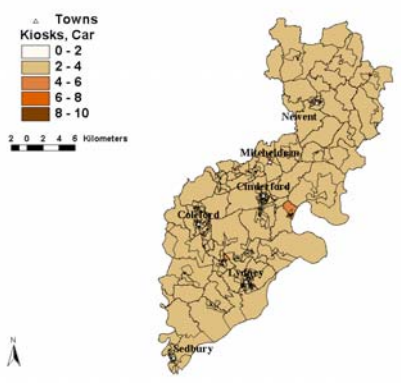 Towns
Kiosks, Car
0 - 2
2 - 4
4 - 6
6 - 8
8 - 10
2 0 2 4 6 Kilometers
Newent
Mitcheldean
Cinderford
Coleford
Lydney
Sedbury
N